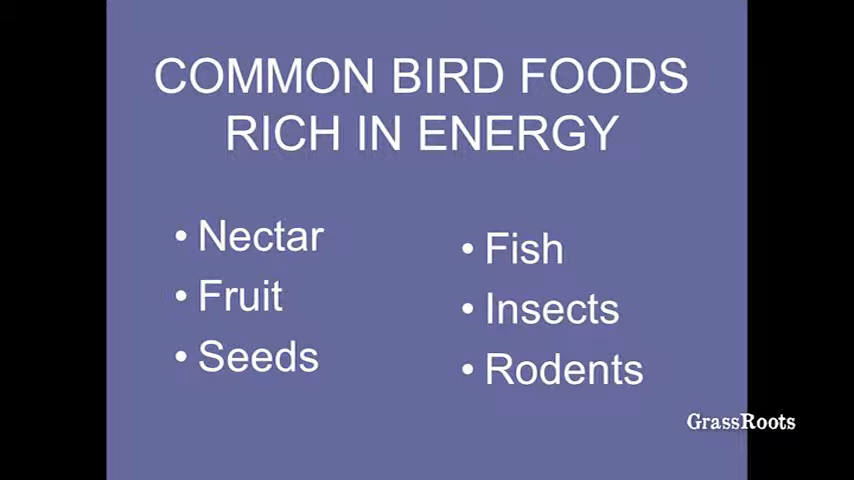 COMMON BIRD FOODS
RICH IN ENERGY
• Nectar
• Fruit
• Seeds
• Fish
• Insects
• Rodents
GrassRoots